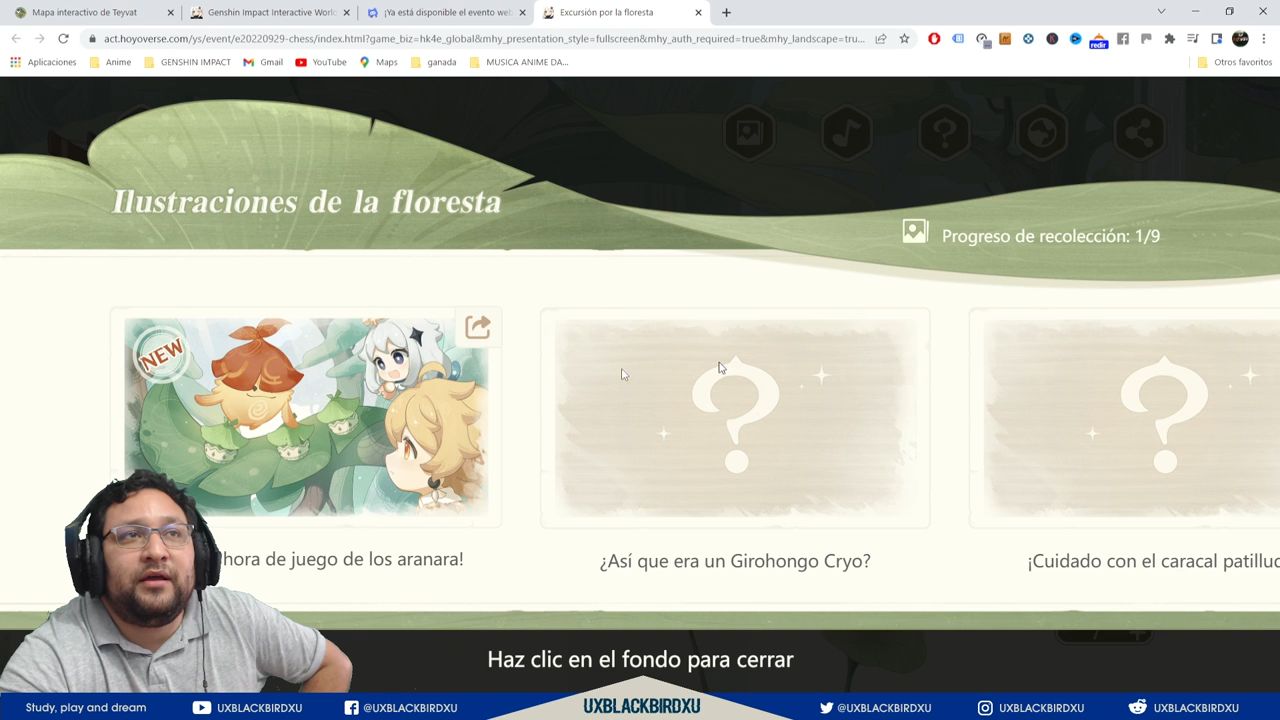 Mapa interactivo de Teyvat
Genshin Impact Interactive World
¡Ya está disponible el evento web
Excursión por la floresta
act.hoyoverse.com/ys/event/e20220929-chess/index.html?game_biz=hk4e_global&mhy_presentation_style=fullscreen&mhy_auth_required=true&mhy_landscape=tru...
redir
Aplicaciones
Anime
GENSHIN IMPACT
Gmail
YouTube
Maps
ganada
MUSICA ANIME DA...
Otros favoritos
Ilustraciones de la floresta
Progreso de recolección: 1/9
NEW
hora de juego de los aranara!
¿Así que era un Girohongo Cryo?
¡Cuidado con el caracal patilluc
Haz clic en el fondo para cerrar
Study, play and dream
UXBLACKBIRDXU
@UXBLACKBIRDXU
UXBLACKBIRDXU
@UXBLACKBIRDXU
UXBLACKBIRDXU
UXBLACKBIRDXU